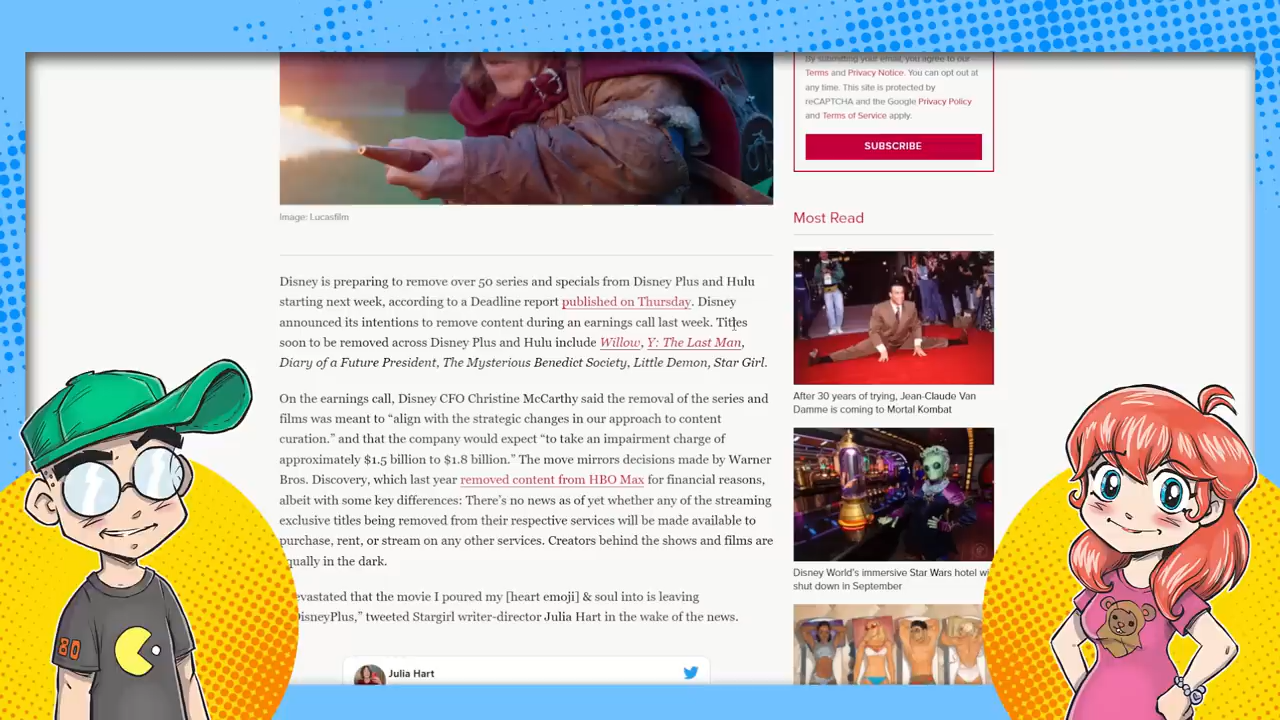 By submitting your email, you agree to our
Terms and Privacy Notice. You can opt out at
any time. This site is protected by
reCAPTCHA and the Google Privacy Policy
and Terms of Service apply.
SUBSCRIBE
Image: Lucasfilm
Disney is preparing to remove over 50 series and specials from Disney Plus and Hulu
starting next week, according to a Deadline report published on Thursday. Disney
announced its intentions to remove content during an earnings call last week. Titles
soon to be removed across Disney Plus and Hulu include Willow, Y: The Last Man,
Diary of a Future President, The Mysterious Benedict Society, Little Demon, Star Girl.
On the earnings call, Disney CFO Christine McCarthy said the removal of the series and
films was meant to “align with the strategic changes in our approach to content
curation.” and that the company would expect “to take an impairment charge of
approximately $1.5 billion to $1.8 billion.” The move mirrors decisions made by Warner
Bros. Discovery, which last year removed content from HBO Max for financial reasons,
albeit with some key differences: There’s no news as of yet whether any of the streaming
exclusive titles being removed from their respective services will be made available to
purchase, rent, or stream on any other services. Creators behind the shows and films are
equally in the dark.
evastated that the movie I poured my [heart emoji] & soul into is leaving
DisneyPlus,” tweeted Stargirl writer-director Julia Hart in the wake of the news.
Julia Hart
Most Read
After 30 years of trying, Jean-Claude Van
Damme is coming to Mortal Kombat
Disney World’s immersive Star Wars hotel wi
shut down in September
80